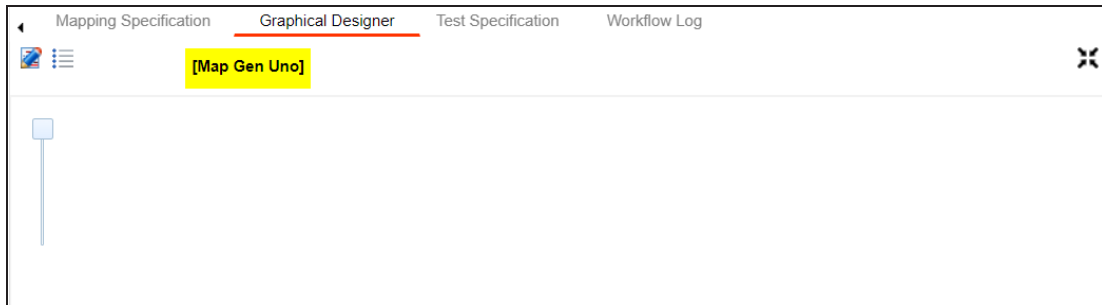 Mapping Specification Graphical Designer Test Specification Workflow Log
[Map Gen Uno]